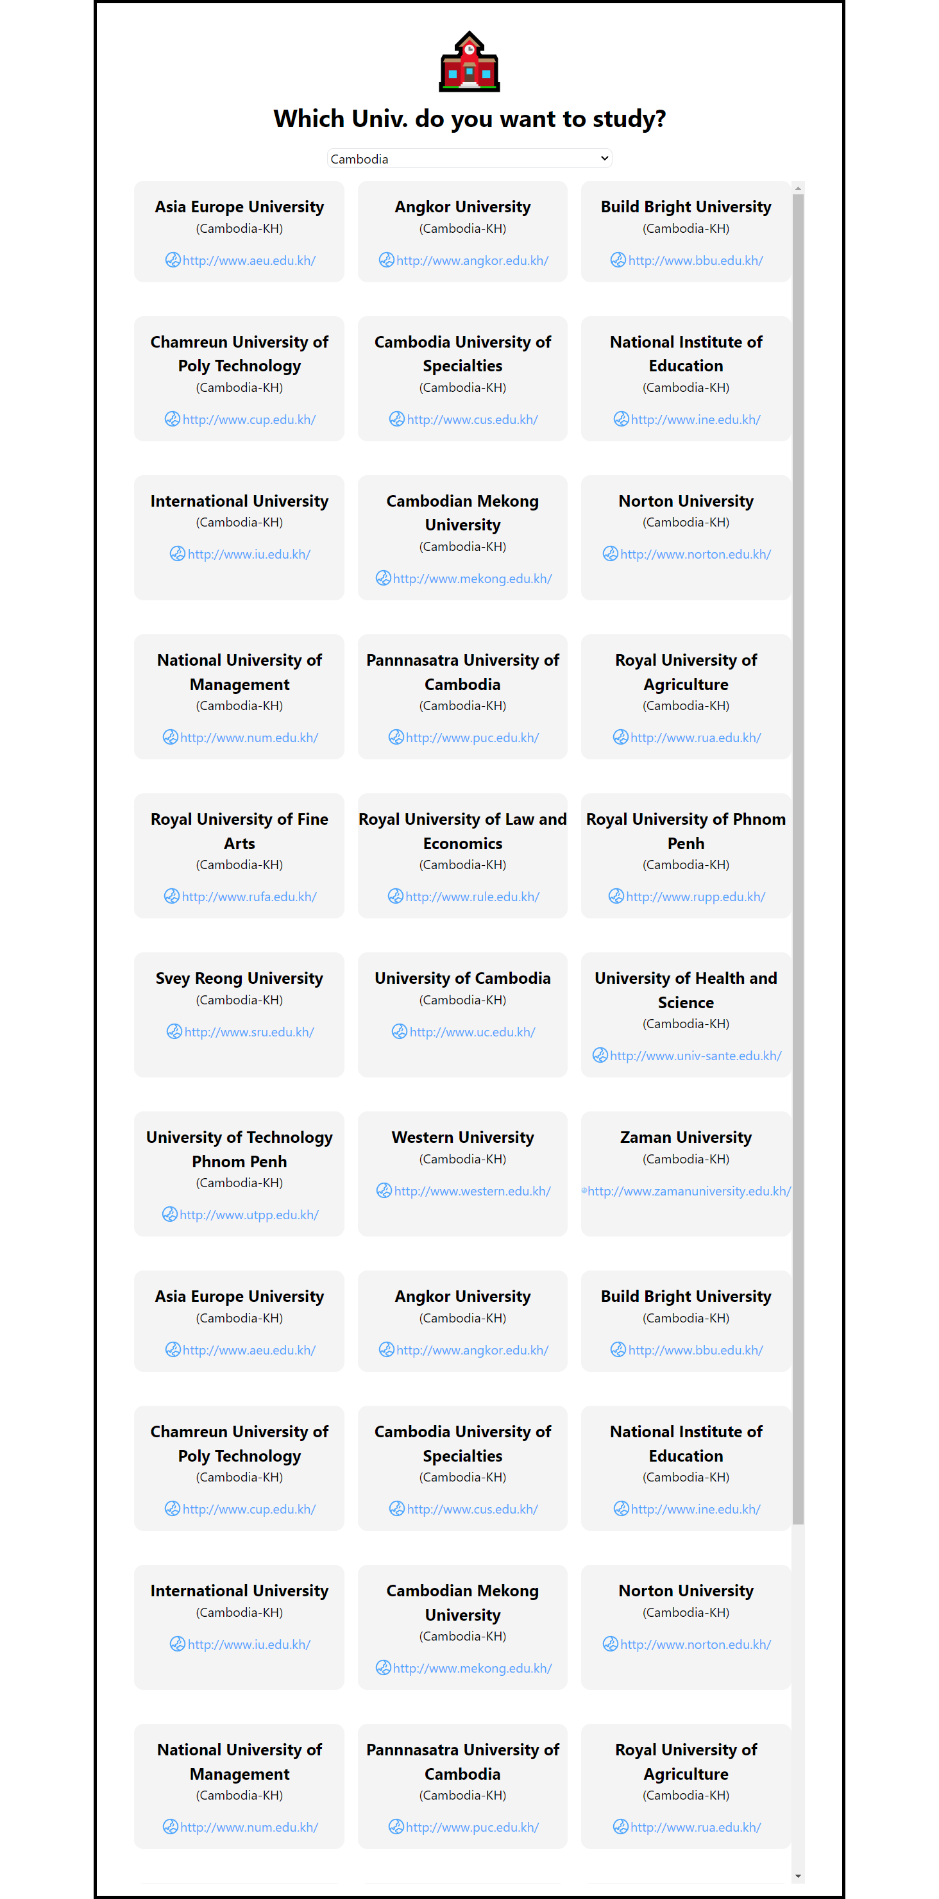 Which Univ. do you want to study?
Cambodia
Asia Europe University
(Cambodia-KH)
http://www.aeu.edu.kh/
Angkor University
(Cambodia-KH)
http://www.angkor.edu.kh/
Build Bright University
(Cambodia-KH)
http://www.bbu.edu.kh/
Chamreun University of
Poly Technology
(Cambodia-KH)
http://www.cup.edu.kh/
Cambodia University of
Specialties
(Cambodia-KH)
http://www.cus.edu.kh/
National Institute of
Education
(Cambodia-KH)
http://www.ine.edu.kh/
International University
(Cambodia-KH)
http://www.iu.edu.kh/
Cambodian Mekong
University
(Cambodia-KH)
http://www.mekong.edu.kh/
Norton University
(Cambodia-KH)
http://www.norton.edu.kh/
National University of
Management
(Cambodia-KH)
http://www.num.edu.kh/
Pannnasatra University of
Cambodia
(Cambodia-KH)
http://www.puc.edu.kh/
Royal University of
Agriculture
(Cambodia-KH)
http://www.rua.edu.kh/
Royal University of Fine
Arts
(Cambodia-KH)
http://www.rufa.edu.kh/
Royal University of Law and
Economics
(Cambodia-KH)
http://www.rule.edu.kh/
Royal University of Phnom
Penh
(Cambodia-KH)
http://www.rupp.edu.kh/
Svey Reong University
(Cambodia-KH)
http://www.sru.edu.kh/
University of Cambodia
(Cambodia-KH)
http://www.uc.edu.kh/
University of Health and
Science
(Cambodia-KH)
http://www.univ-sante.edu.kh/
University of Technology
Phnom Penh
(Cambodia-KH)
http://www.utpp.edu.kh/
Western University
(Cambodia-KH)
http://www.western.edu.kh/
Zaman University
(Cambodia-KH)
http://www.zamanuniversity.edu.kh/
Asia Europe University
(Cambodia-KH)
http://www.aeu.edu.kh/
Angkor University
(Cambodia-KH)
http://www.angkor.edu.kh/
Build Bright University
(Cambodia-KH)
http://www.bbu.edu.kh/
Chamreun University of
Poly Technology
(Cambodia-KH)
http://www.cup.edu.kh/
Cambodia University of
Specialties
(Cambodia-KH)
http://www.cus.edu.kh/
National Institute of
Education
(Cambodia-KH)
http://www.ine.edu.kh/
International University
(Cambodia-KH)
http://www.iu.edu.kh/
Cambodian Mekong
University
(Cambodia-KH)
http://www.mekong.edu.kh/
Norton University
(Cambodia-KH)
http://www.norton.edu.kh/
National University of
Management
(Cambodia-KH)
http://www.num.edu.kh/
Pannnasatra University of
Cambodia
(Cambodia-KH)
http://www.puc.edu.kh/
Royal University of
Agriculture
(Cambodia-KH)
http://www.rua.edu.kh/